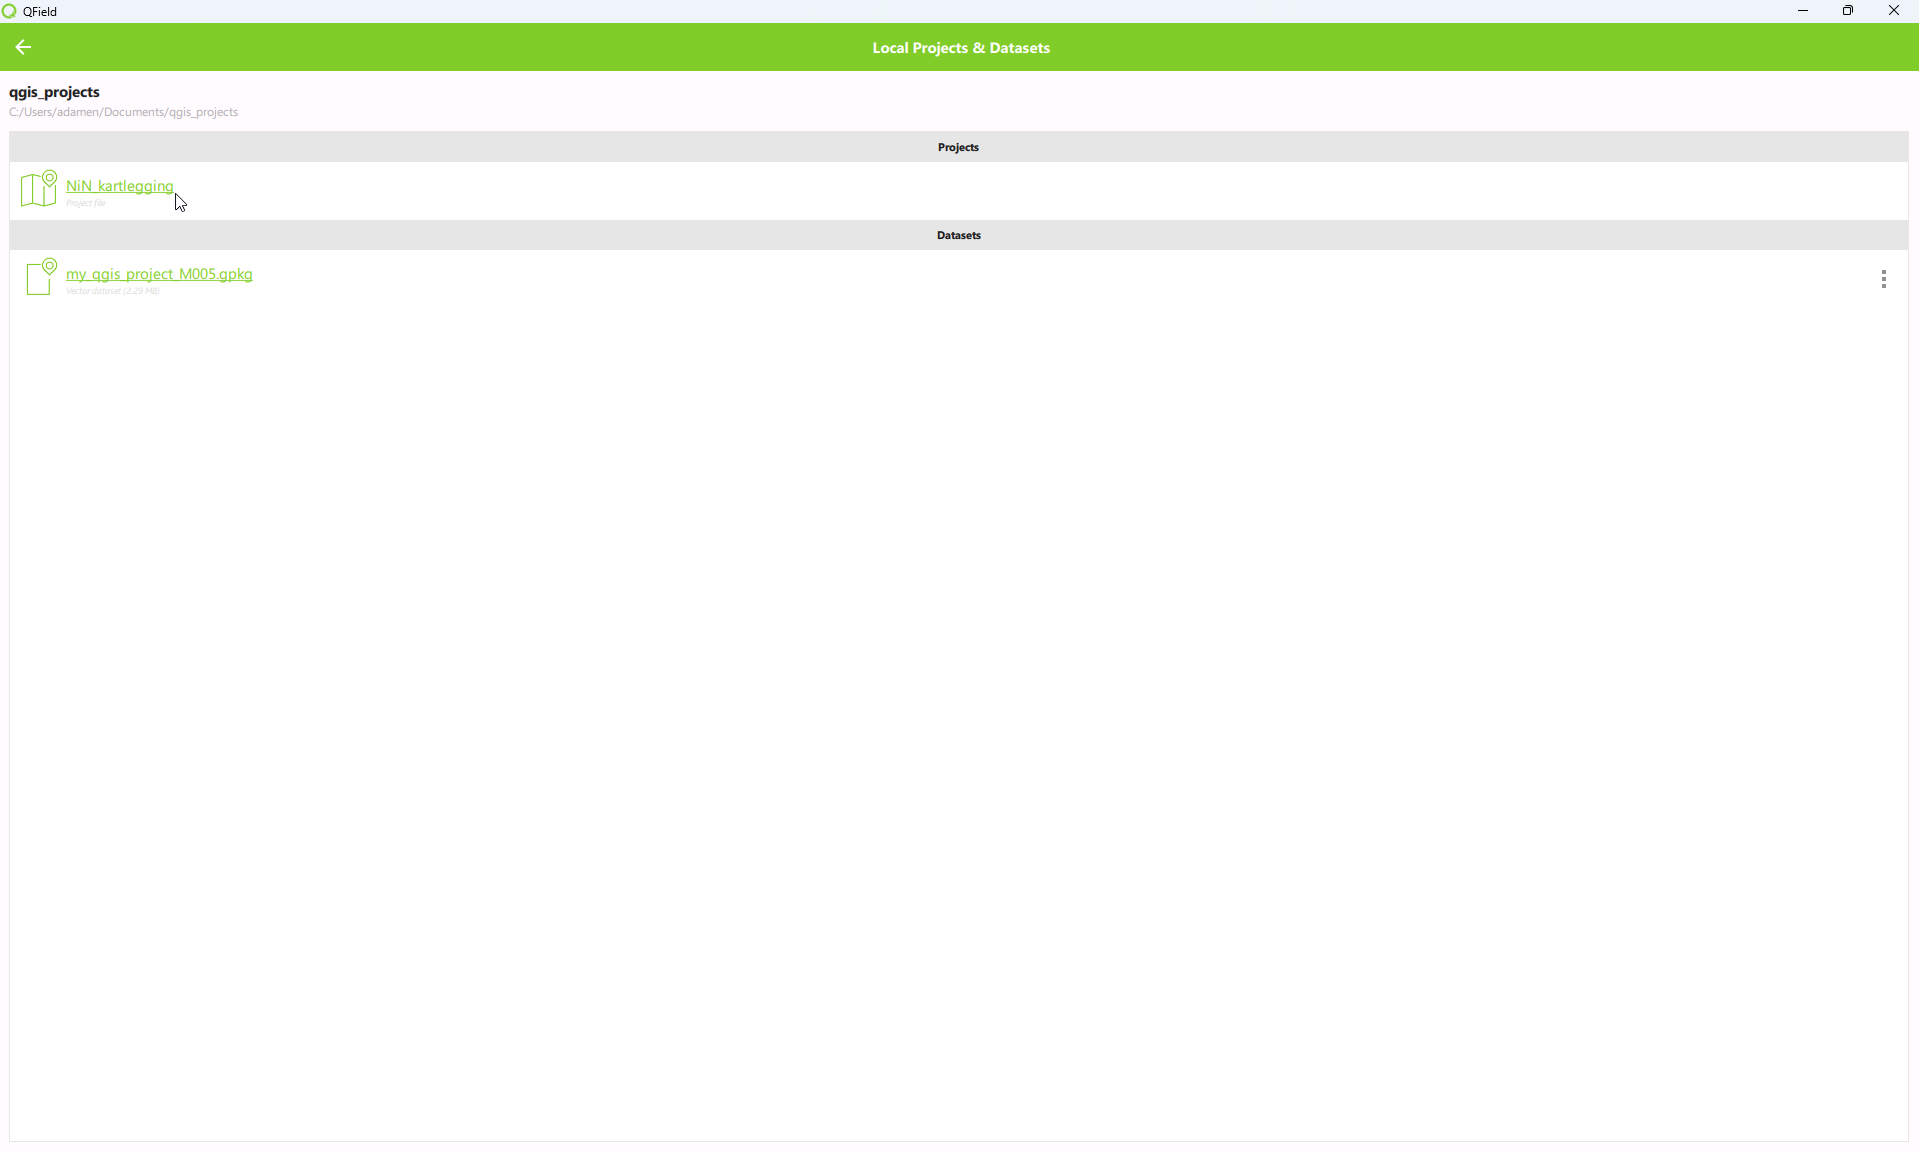 QField
Local Projects & Datasets
qgis_projects
C:/Users/adamen/Documents/qgis_projects
Projects
NiN_kartlegging
Project file
Datasets
my_qgis_project_M005.gpkg
Vector dataset (2.29 MB)